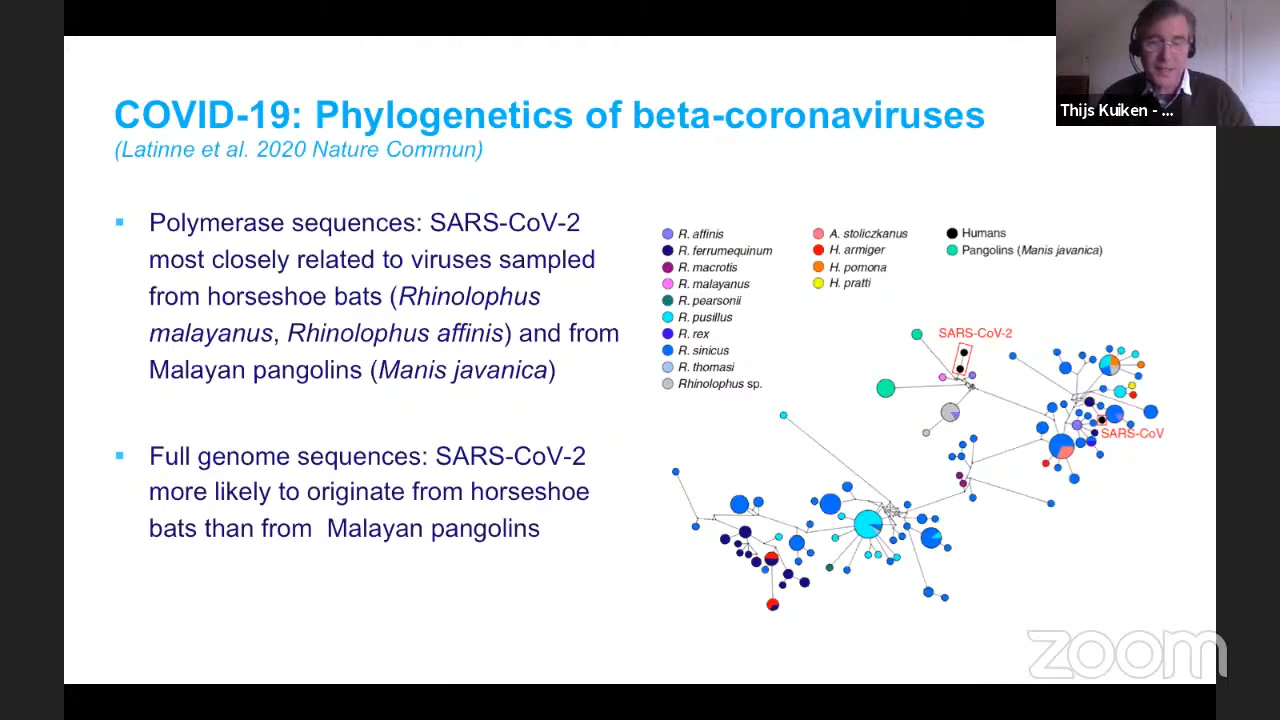 COVID-19: Phylogenetics of beta-coronaviruses
(Latinne et al. 2020 Nature Commun)
Thijs Kuiken - ...
▪ Polymerase sequences: SARS-CoV-2
most closely related to viruses sampled
from horseshoe bats (Rhinolophus
malayanus, Rhinolophus affinis) and from
Malayan pangolins (Manis javanica)
▪ Full genome sequences: SARS-CoV-2
more likely to originate from horseshoe
bats than from Malayan pangolins
R. affinis
R. ferrumequinum
R. macrotis
R. malayanus
R. pearsonii
R. pusillus
R. rex
R. sinicus
R. thomasi
Rhinolophus sp.
A. stoliczkanus
H. armiger
H. pomona
H. pratti
Humans
Pangolins (Manis javanica)
SARS-CoV-2
SARS-CoV
zoom